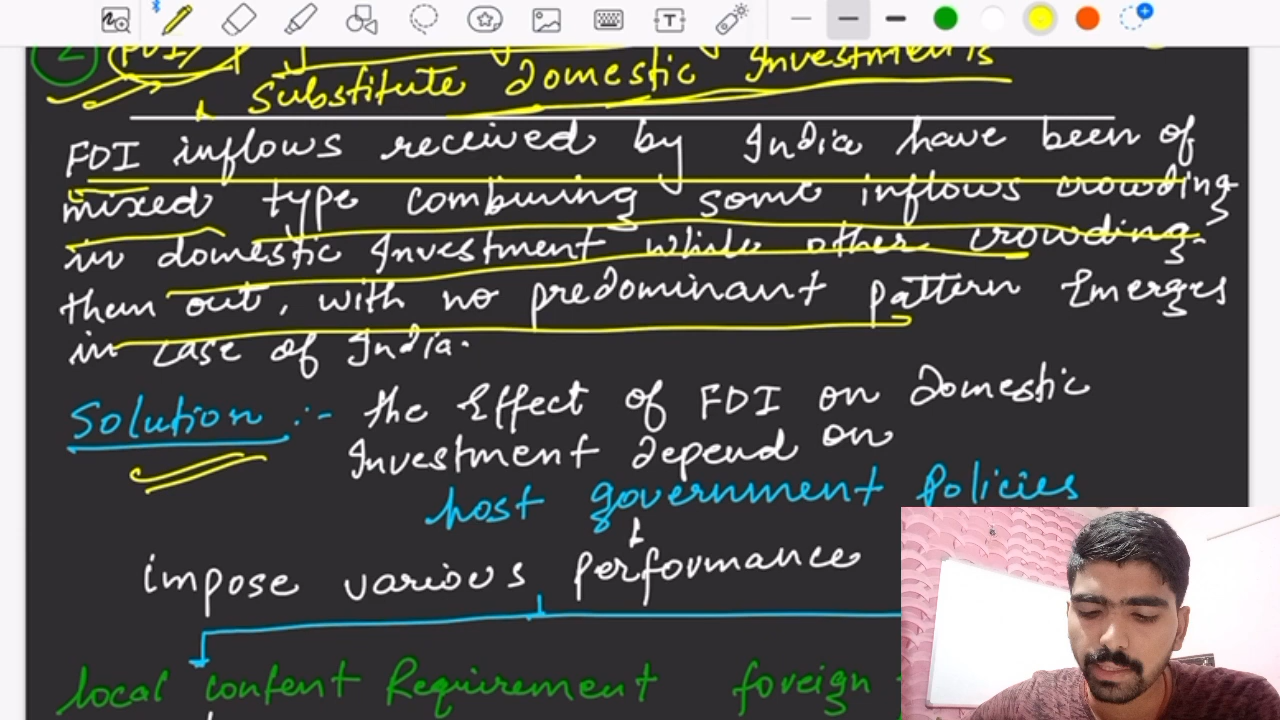 2 (FDI)
Substitute Domestic Investments
FDI inflows received by India have been of
mixed type combining some inflows crowding
in domestic Investment while other crowding
them out, with no predominant pattern Emerges
in case of India.
Solution :- the Effect of FDI on Domestic
Investment depend on
host government Policies
impose various performance
local content Requirement foreign